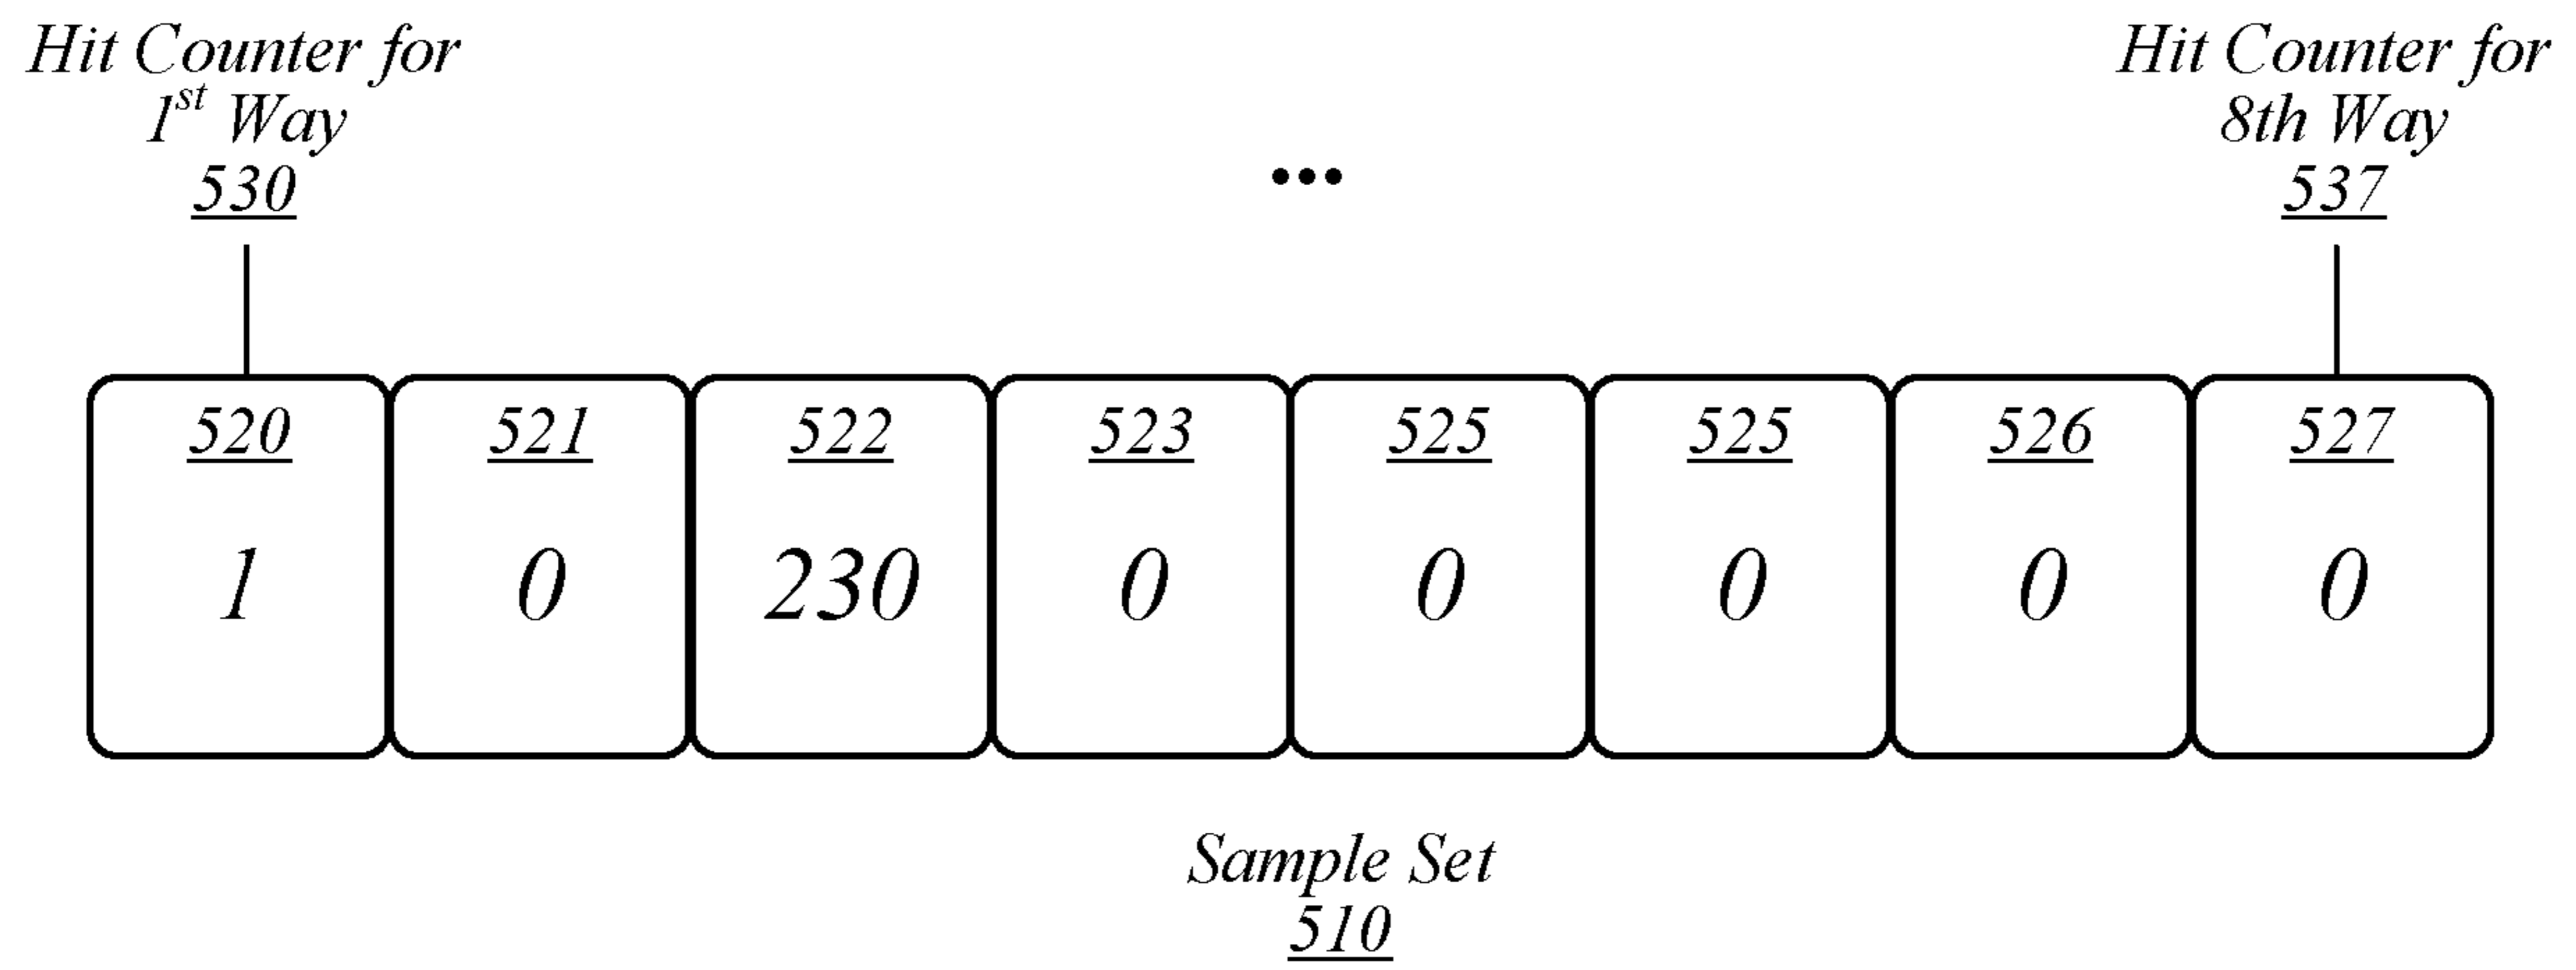 Hit Counter for
1st Way
530
...
Hit Counter for
8th Way
537
520 521 522 523 525 525 526 527
1 0 230 0 0 0 0 0
Sample Set
510